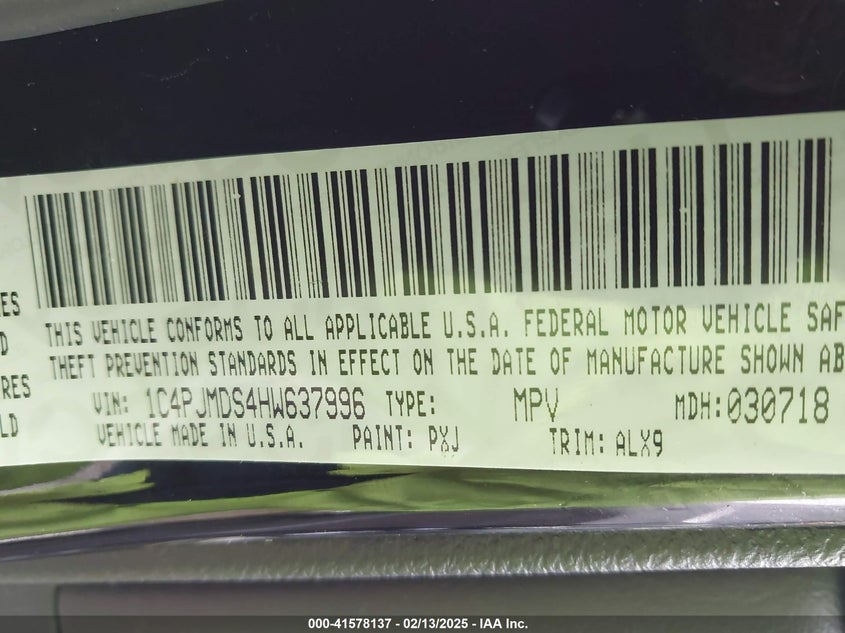 ES
D
RES
LD
THIS VEHICLE CONFORMS TO ALL APPLICABLE U.S.A. FEDERAL MOTOR VEHICLE SAF
THEFT PREVENTION STANDARDS IN EFFECT ON THE DATE OF MANUFACTURE SHOWN AB
VIN: 1C4PJMDS4HW637996 TYPE: MPV MDH: 030718
VEHICLE MADE IN U.S.A. PAINT: PXJ TRIM: ALX9
000-41578137 - 02/13/2025 - IAA Inc.